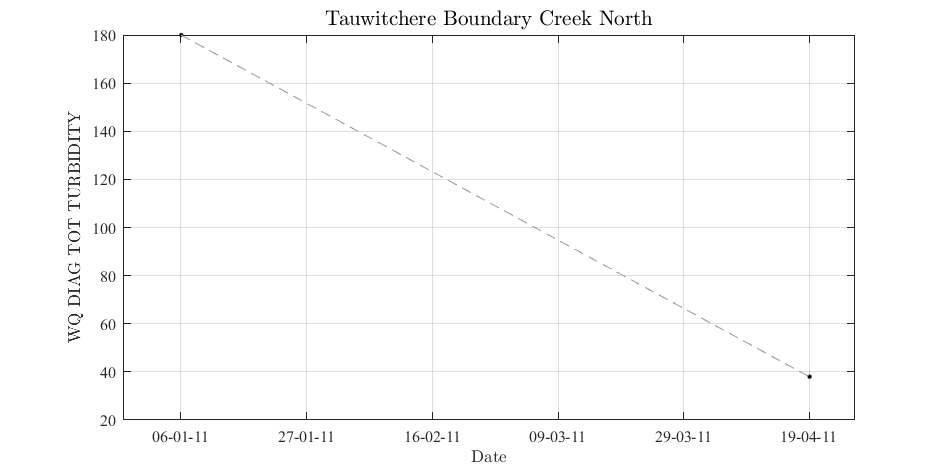 Tauwitchere Boundary Creek North
180
160
140
120
100
80
60
40
20
WQ DIAG TOT TURBIDITY
06-01-11 27-01-11 16-02-11 09-03-11 29-03-11 19-04-11
Date